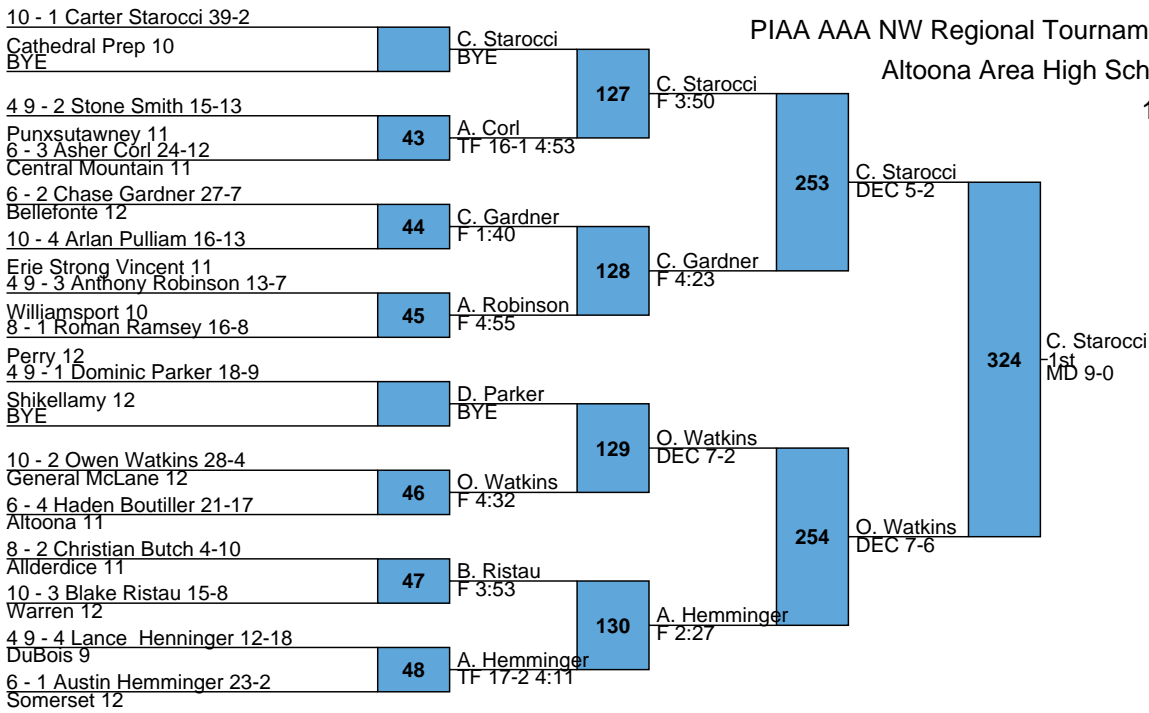 PIAA AAA NW Regional Tournam
Altoona Area High Sch
1
10 - 1 Carter Starocci 39-2
Cathedral Prep 10
BYE
4 9 - 2 Stone Smith 15-13
Punxsutawney 11
6 - 3 Asher Corl 24-12
Central Mountain 11
6 - 2 Chase Gardner 27-7
Bellefonte 12
10 - 4 Arlan Pulliam 16-13
Erie Strong Vincent 11
4 9 - 3 Anthony Robinson 13-7
Williamsport 10
8 - 1 Roman Ramsey 16-8
Perry 12
4 9 - 1 Dominic Parker 18-9
Shikellamy 12
BYE
10 - 2 Owen Watkins 28-4
General McLane 12
6 - 4 Haden Boutiller 21-17
Altoona 11
8 - 2 Christian Butch 4-10
Allderdice 11
10 - 3 Blake Ristau 15-8
Warren 12
4 9 - 4 Lance Henninger 12-18
DuBois 9
6 - 1 Austin Hemminger 23-2
Somerset 12
43
44
45
46
47
48
C. Starocci
BYE
A. Corl
TF 16-1 4:53
C. Gardner
F 1:40
A. Robinson
F 4:55
D. Parker
BYE
O. Watkins
F 4:32
B. Ristau
F 3:53
A. Hemminger
TF 17-2 4:11
127
128
129
130
C. Starocci
F 3:50
C. Gardner
F 4:23
O. Watkins
DEC 7-2
A. Hemminger
F 2:27
253
254
C. Starocci
DEC 5-2
O. Watkins
DEC 7-6
324
C. Starocci
1st
MD 9-0